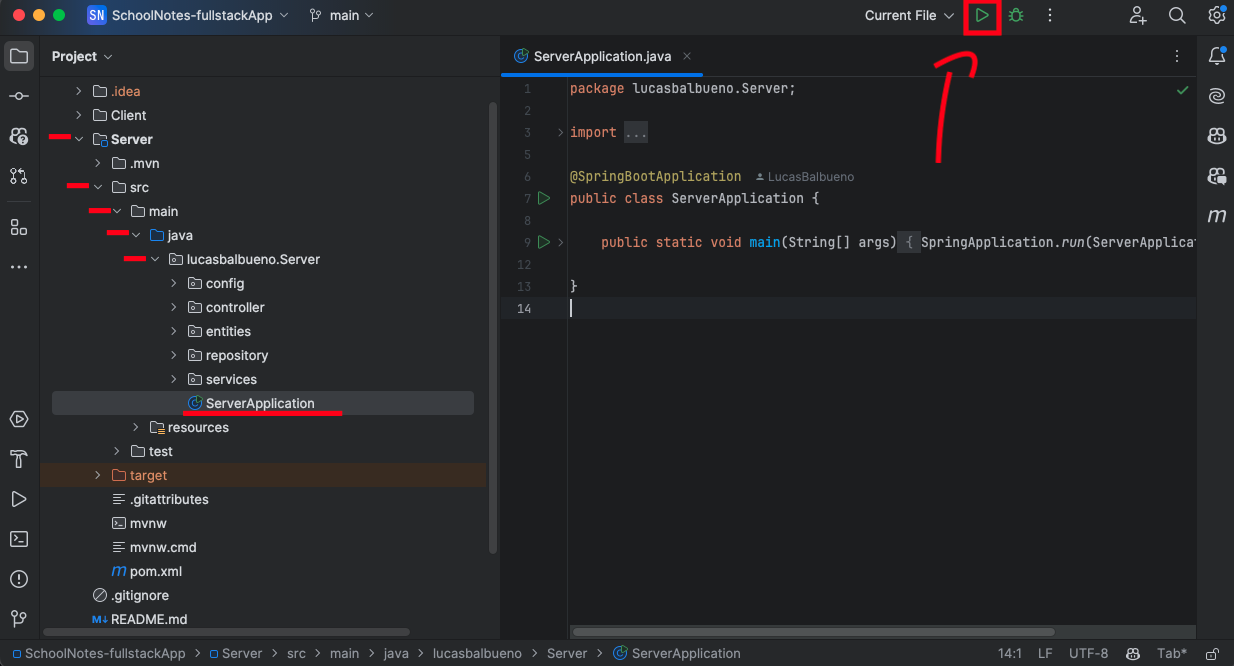 SN SchoolNotes-fullstackApp main Current File
Project
ServerApplication.java
.idea
Client
Server
.mvn
src
main
java
lucasbalbueno.Server
config
controller
entities
repository
services
ServerApplication
resources
test
target
.gitattributes
mvnw
mvnw.cmd
m pom.xml
.gitignore
M↓ README.md
1 package lucasbalbueno.Server;
2
3 import ...
5
6 @SpringBootApplication LucasBalbueno
7 public class ServerApplication {
8
9 public static void main(String[] args) { SpringApplication.run(ServerApplicat
12
13 }
14
m
SchoolNotes-fullstackApp > Server > src > main > java > lucasbalbueno > Server > ServerApplication 14:1 LF UTF-8 Tab*